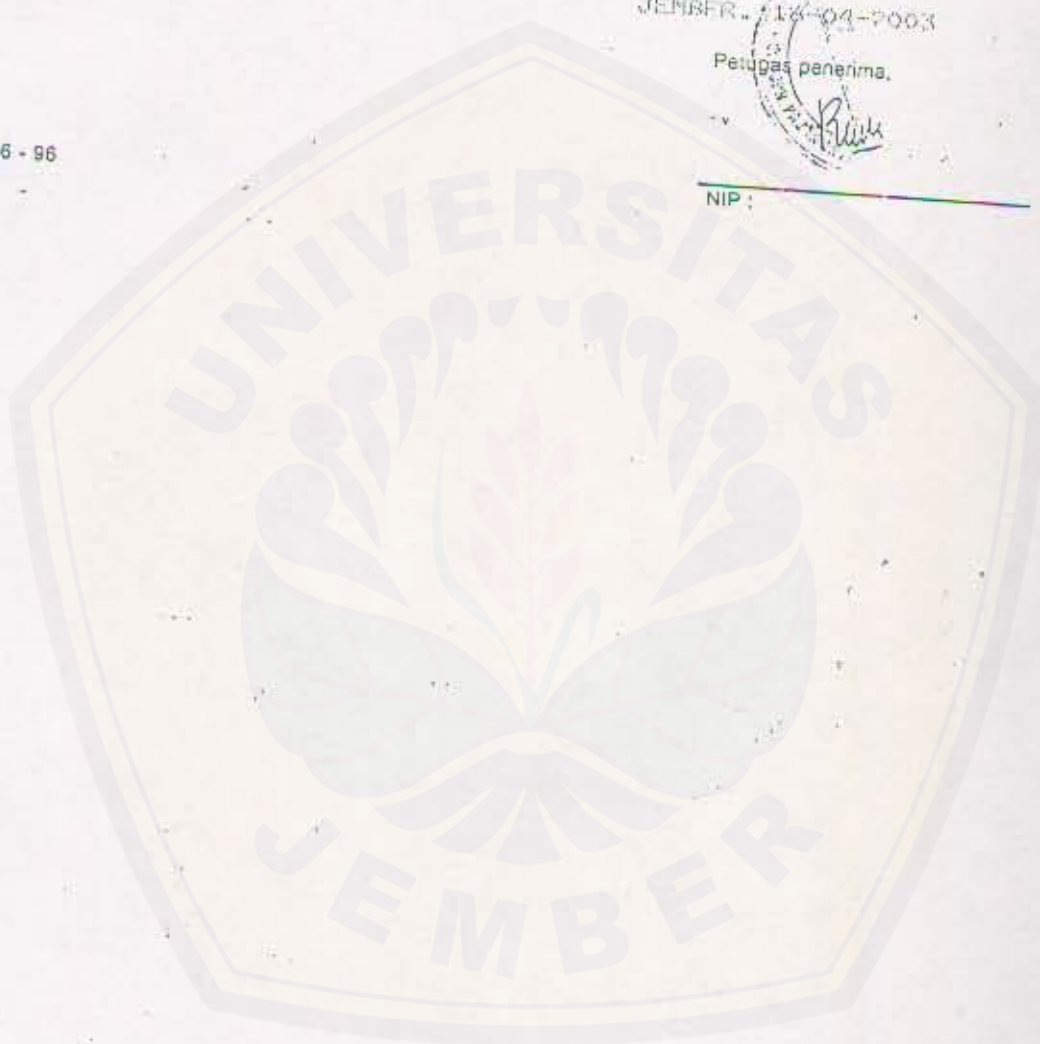 JEMBER. 16-04-2003
Petugas penerima,
6 - 96
NIP :
UNIVERSITAS
JEMBER